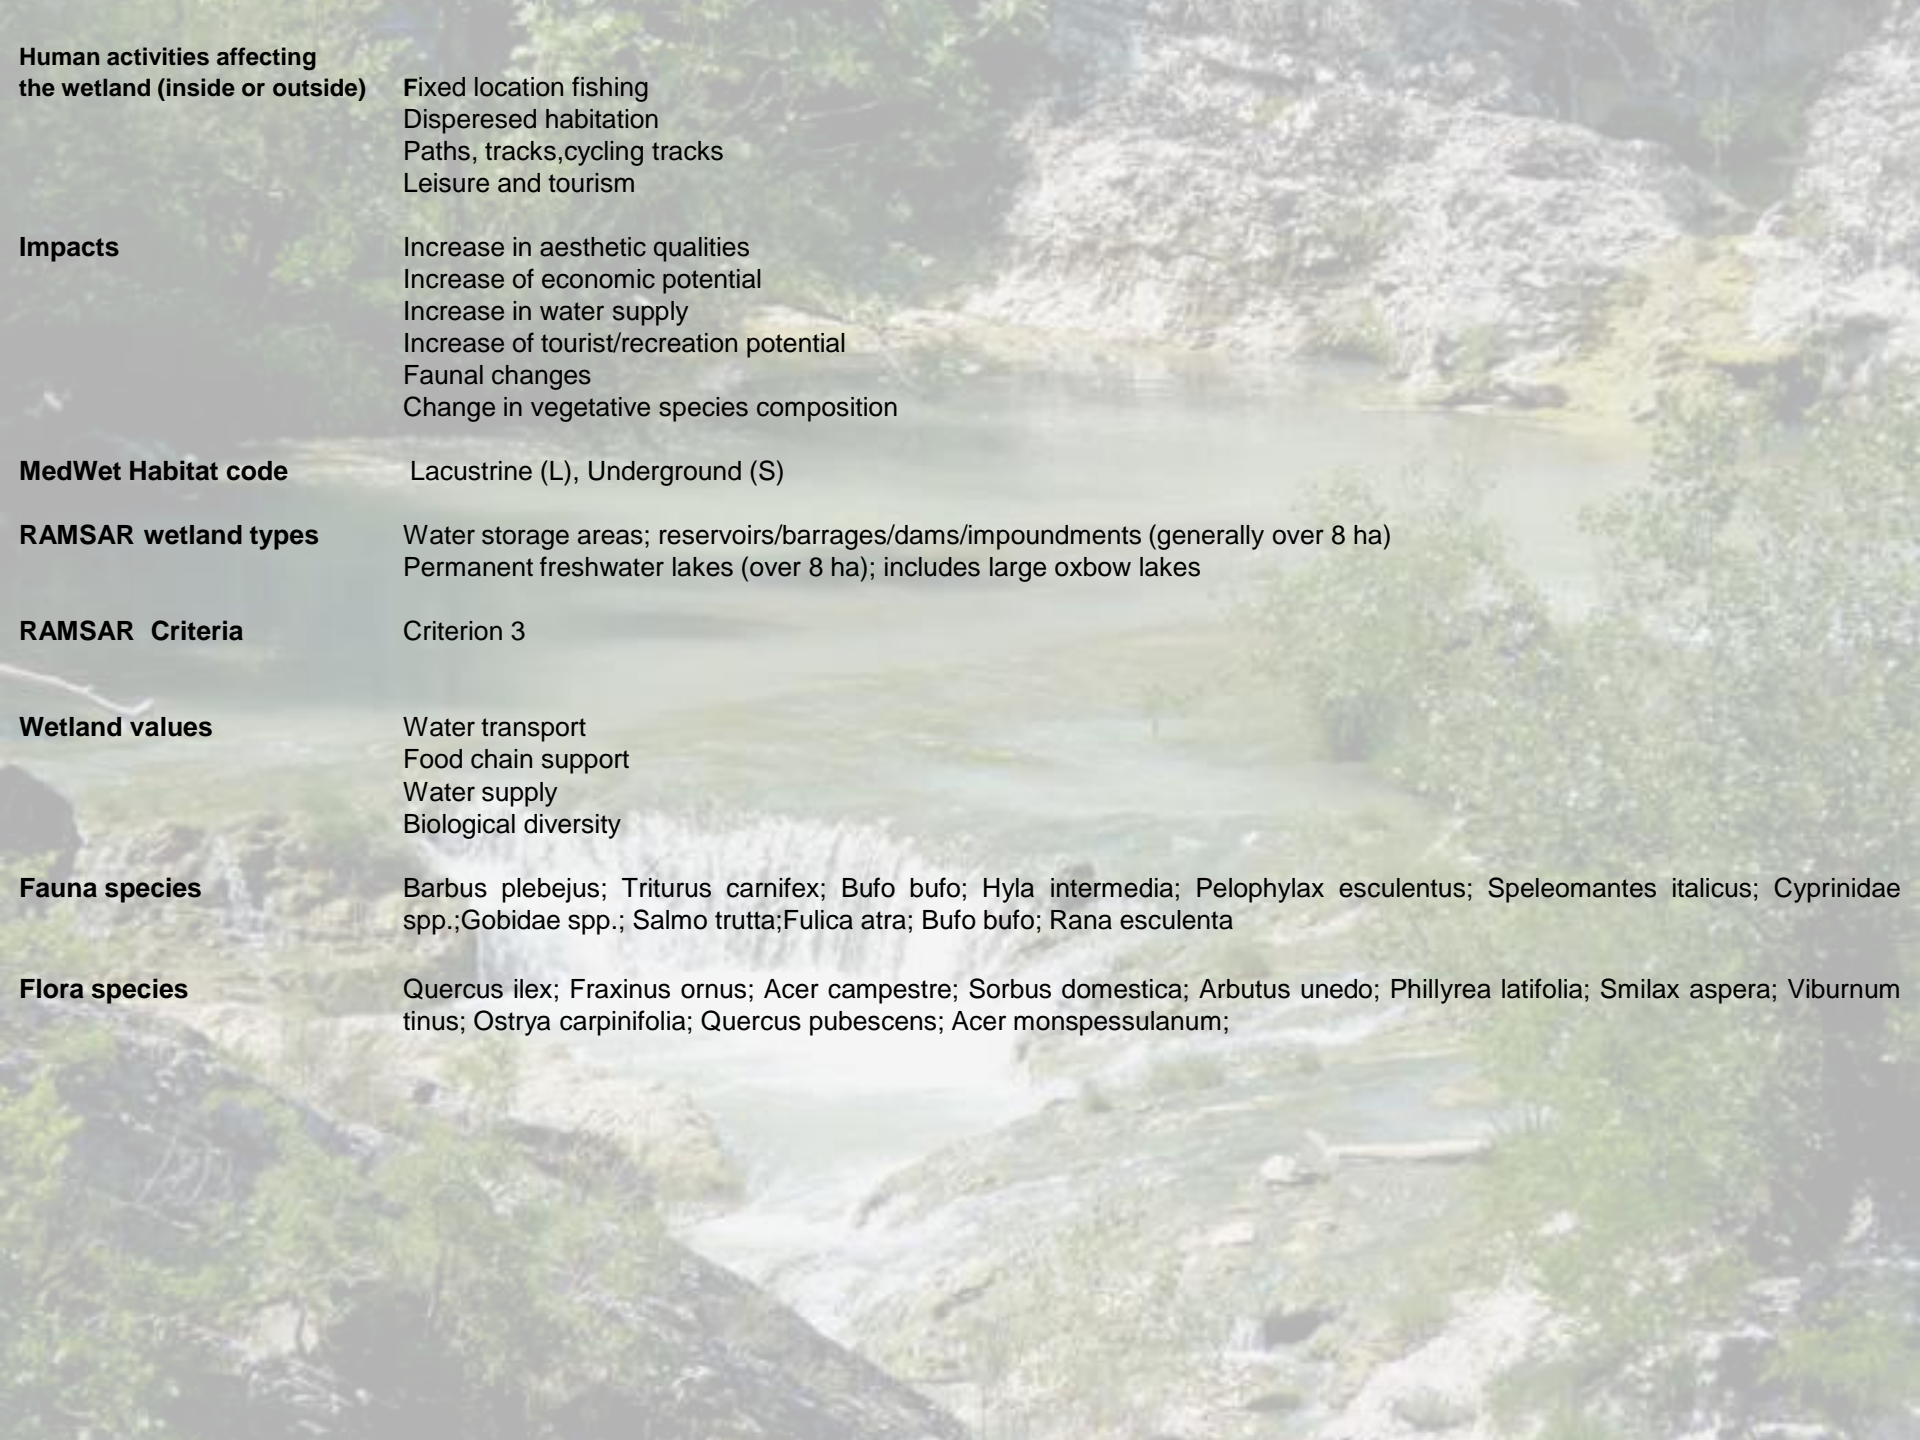 Human activities affecting
the wetland (inside or outside) Fixed location fishing
Disperesed habitation
Paths, tracks,cycling tracks
Leisure and tourism
Impacts Increase in aesthetic qualities
Increase of economic potential
Increase in water supply
Increase of tourist/recreation potential
Faunal changes
Change in vegetative species composition
MedWet Habitat code Lacustrine (L), Underground (S)
RAMSAR wetland types Water storage areas; reservoirs/barrages/dams/impoundments (generally over 8 ha)
Permanent freshwater lakes (over 8 ha); includes large oxbow lakes
RAMSAR Criteria Criterion 3
Wetland values Water transport
Food chain support
Water supply
Biological diversity
Fauna species Barbus plebejus; Triturus carnifex; Bufo bufo; Hyla intermedia; Pelophylax esculentus; Speleomantes italicus; Cyprinidae
spp.;Gobidae spp.; Salmo trutta;Fulica atra; Bufo bufo; Rana esculenta
Flora species Quercus ilex; Fraxinus ornus; Acer campestre; Sorbus domestica; Arbutus unedo; Phillyrea latifolia; Smilax aspera; Viburnum
tinus; Ostrya carpinifolia; Quercus pubescens; Acer monspessulanum;